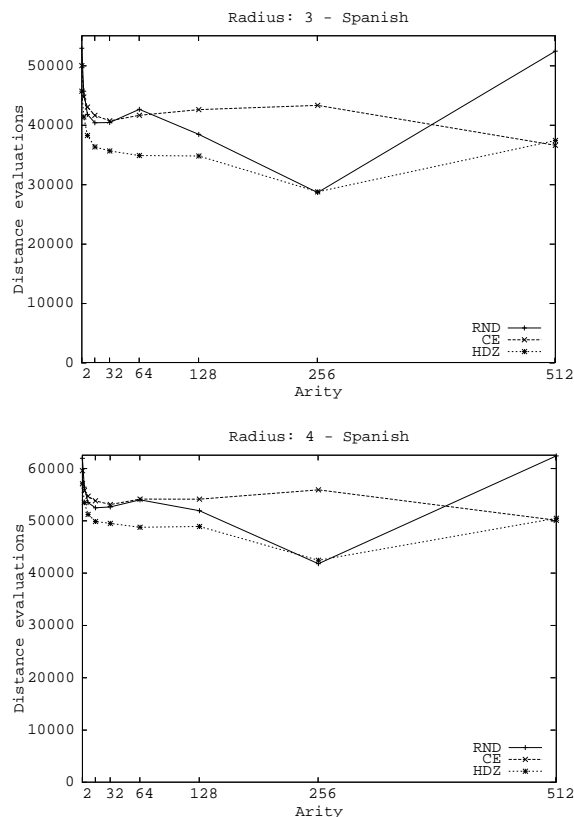 Radius: 3 - Spanish
50000
40000
30000
20000
10000
0
Distance evaluations
RND
CE
HDZ
2 32 64 128 256 512
Arity
Radius: 4 - Spanish
60000
50000
40000
30000
20000
10000
0
Distance evaluations
RND
CE
HDZ
2 32 64 128 256 512
Arity